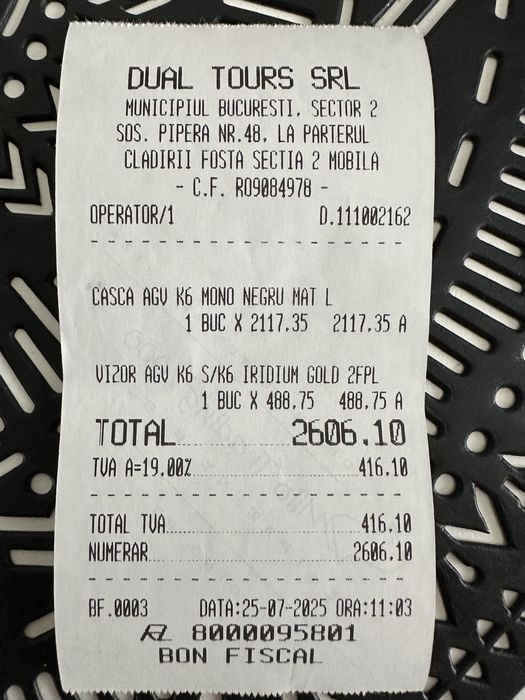 DUAL TOURS SRL
MUNICIPIUL BUCURESTI, SECTOR 2
SOS. PIPERA NR.48, LA PARTERUL
CLADIRII FOSTA SECTIA 2 MOBILA
- C.F. RO9084978 -
OPERATOR/1 D.111002162
CASCA AGV K6 MONO NEGRU MAT L
1 BUC X 2117.35 2117.35 A
VIZOR AGV K6 S/K6 IRIDIUM GOLD 2FPL
1 BUC X 488.75 488.75 A
TOTAL 2606.10
TVA A=19.00% 416.10
TOTAL TVA 416.10
NUMERAR 2606.10
BF.0003 DATA:25-07-2025 ORA:11:03
8000095801
BON FISCAL